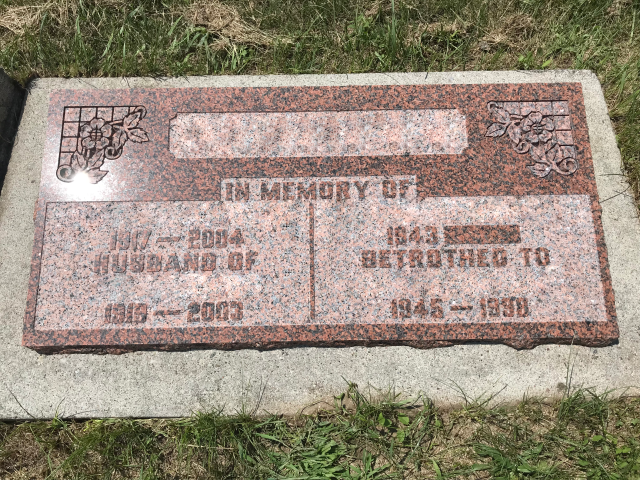 IN MEMORY OF
1917 — 2004
HUSBAND OF
1919 — 2003
1943
BETROTHED TO
1945 — 1990